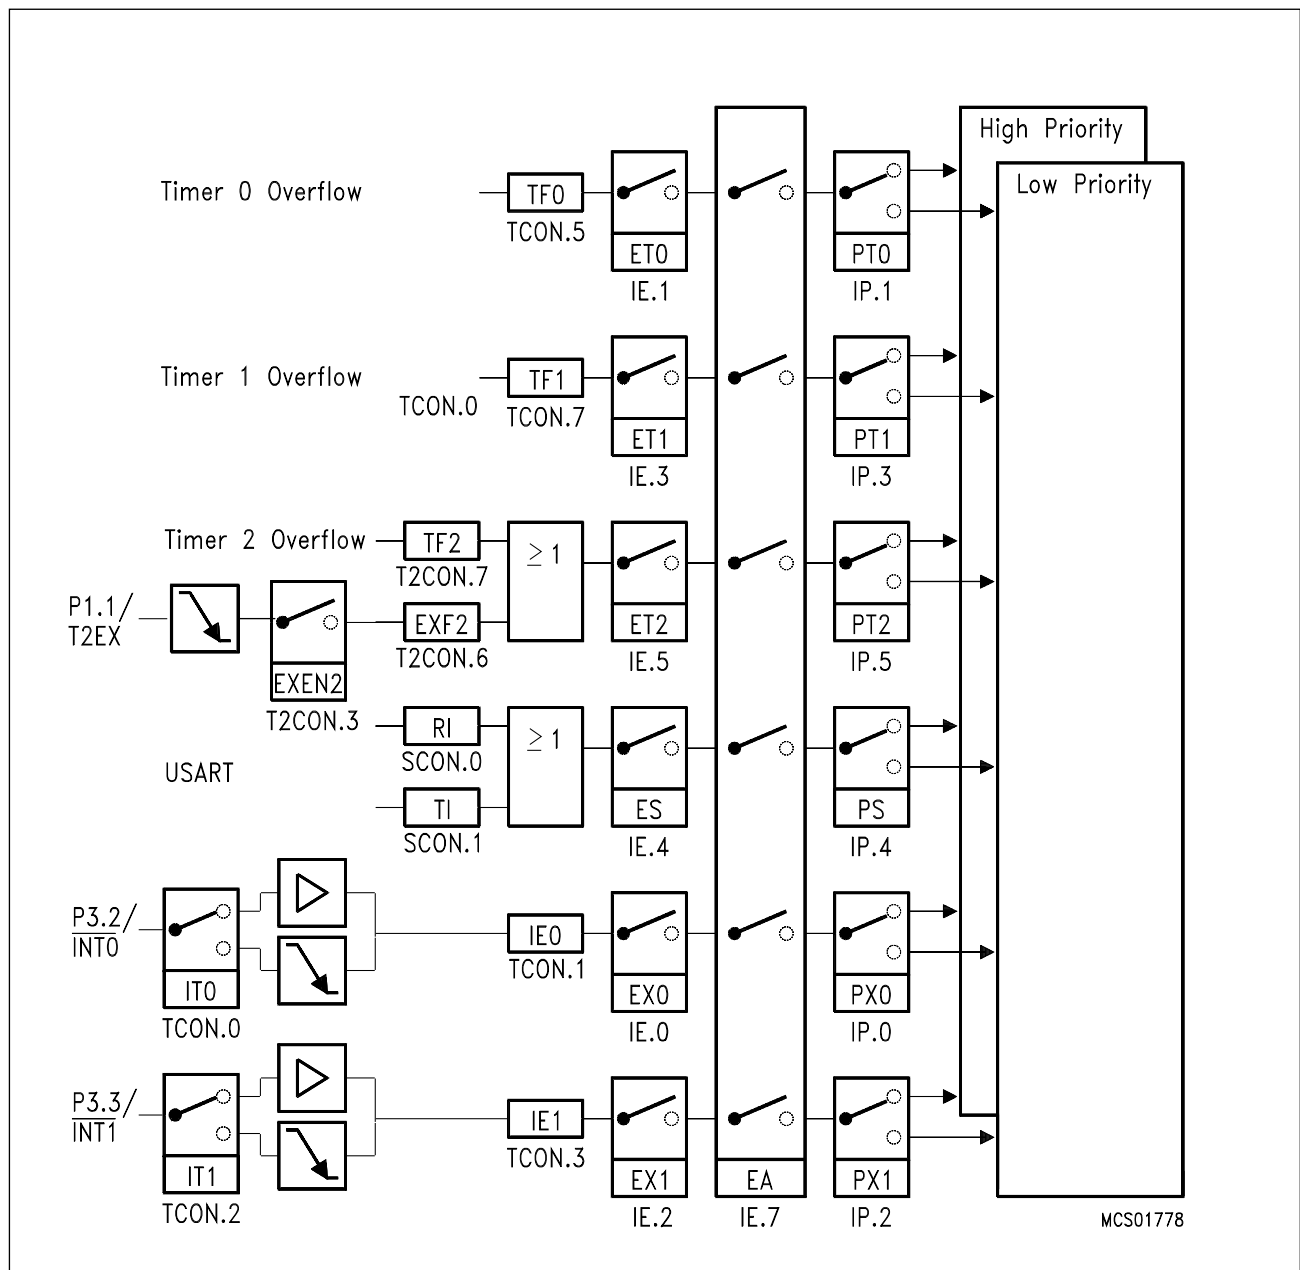 High Priority
Low Priority
Timer 0 Overflow
TF0
TCON.5
ET0
IE.1
PT0
IP.1
Timer 1 Overflow
TCON.0
TF1
TCON.7
ET1
IE.3
PT1
IP.3
Timer 2 Overflow
TF2
T2CON.7
≥ 1
P1.1/
T2EX
EXEN2
T2CON.3
EXF2
T2CON.6
ET2
IE.5
PT2
IP.5
USART
RI
SCON.0
≥ 1
TI
SCON.1
ES
IE.4
PS
IP.4
P3.2/
INT0
IT0
TCON.0
IE0
TCON.1
EX0
IE.0
PX0
IP.0
P3.3/
INT1
IT1
TCON.2
IE1
TCON.3
EX1
IE.2
EA
IE.7
PX1
IP.2
MCS01778